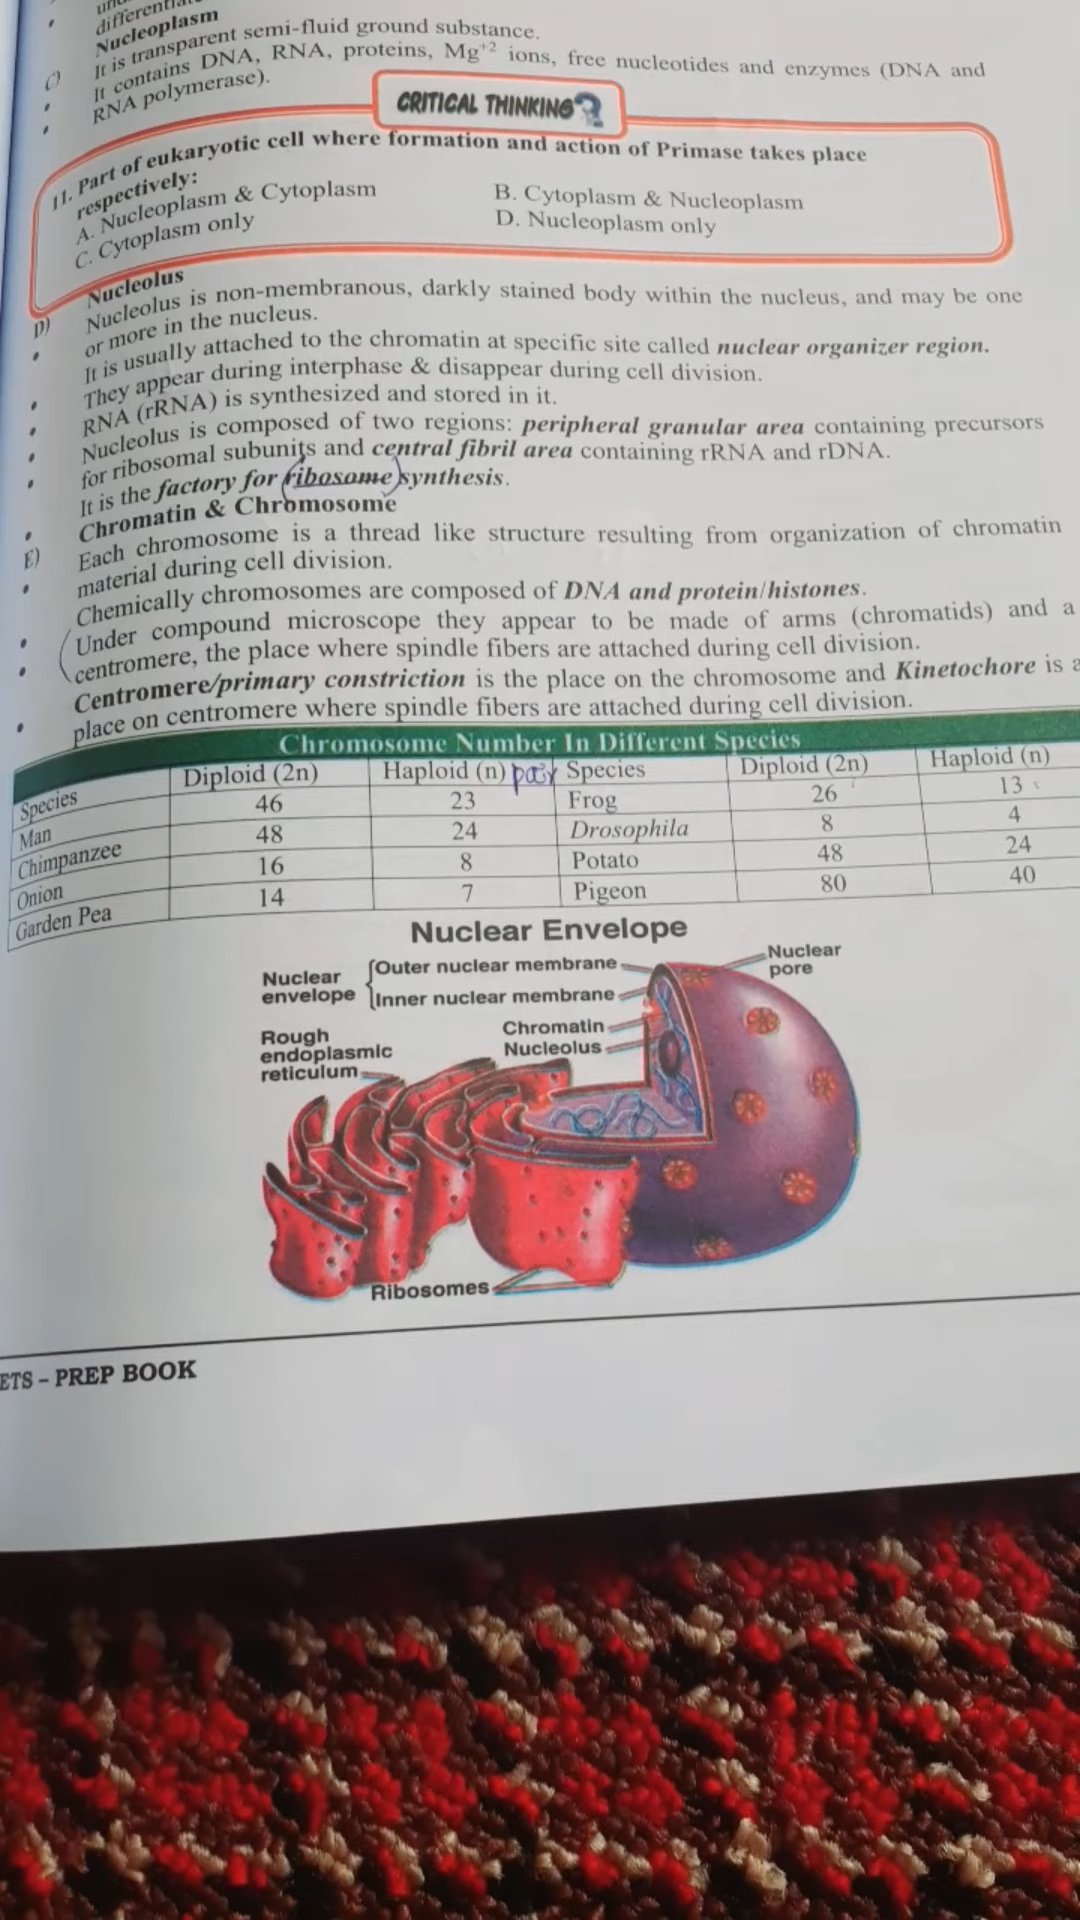 Nucleoplasm
C)
• It is transparent semi-fluid ground substance.
• It contains DNA, RNA, proteins, Mg+2 ions, free nucleotides and enzymes (DNA and
RNA polymerase).
CRITICAL THINKING?
11. Part of eukaryotic cell where formation and action of Primase takes place
respectively:
A. Nucleoplasm & Cytoplasm B. Cytoplasm & Nucleoplasm
C. Cytoplasm only D. Nucleoplasm only
D) Nucleolus
• Nucleolus is non-membranous, darkly stained body within the nucleus, and may be one
or more in the nucleus.
• It is usually attached to the chromatin at specific site called nuclear organizer region.
• They appear during interphase & disappear during cell division.
• RNA (rRNA) is synthesized and stored in it.
• Nucleolus is composed of two regions: peripheral granular area containing precursors
for ribosomal subunits and central fibril area containing rRNA and rDNA.
• It is the factory for ribosome synthesis.
E) Chromatin & Chromosome
• Each chromosome is a thread like structure resulting from organization of chromatin
material during cell division.
• Chemically chromosomes are composed of DNA and protein/histones.
• Under compound microscope they appear to be made of arms (chromatids) and a
centromere, the place where spindle fibers are attached during cell division.
• Centromere/primary constriction is the place on the chromosome and Kinetochore is a
place on centromere where spindle fibers are attached during cell division.
Chromosome Number In Different Species
Species Diploid (2n) Haploid (n) pair Species Diploid (2n) Haploid (n)
Man 46 23 Frog 26 13
Chimpanzee 48 24 Drosophila 8 4
Onion 16 8 Potato 48 24
Garden Pea 14 7 Pigeon 80 40
Nuclear Envelope
Nuclear envelope
Outer nuclear membrane
Inner nuclear membrane
Nuclear pore
Chromatin
Nucleolus
Rough
endoplasmic
reticulum
Ribosomes
ETS – PREP BOOK